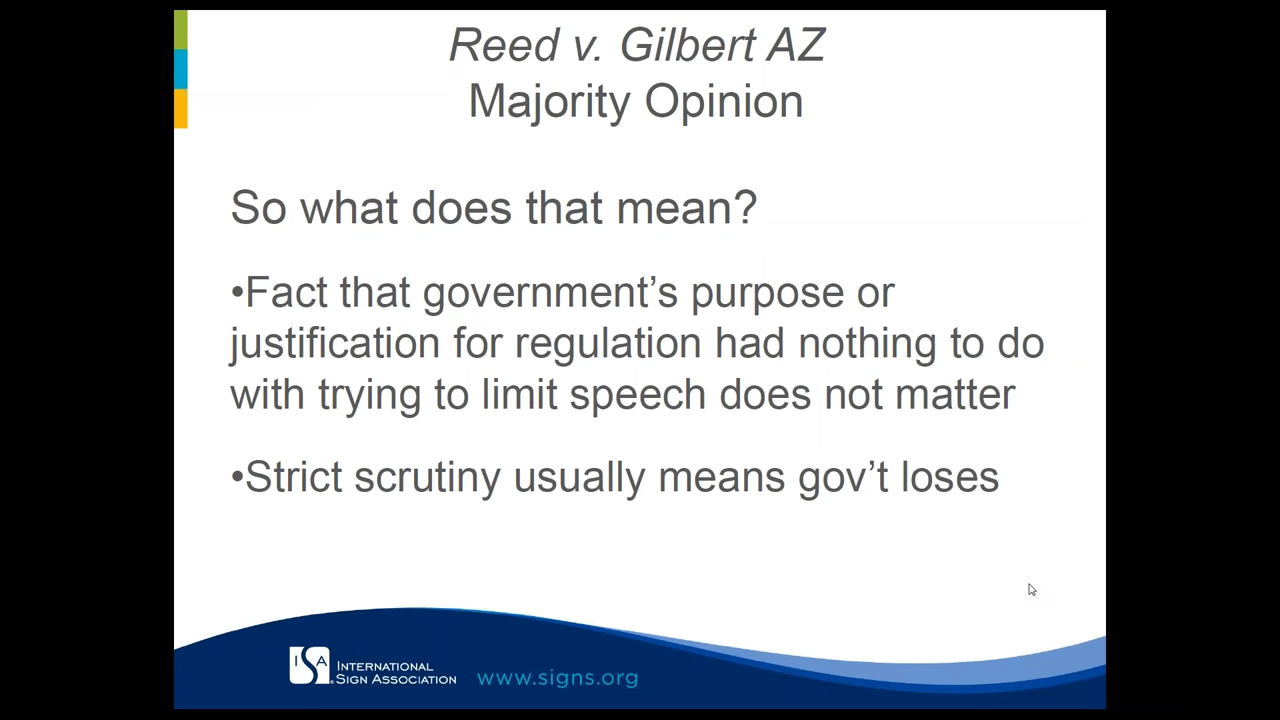 Reed v. Gilbert AZ
Majority Opinion
So what does that mean?
•Fact that government’s purpose or
justification for regulation had nothing to do
with trying to limit speech does not matter
•Strict scrutiny usually means gov’t loses
ISA
INTERNATIONAL
®SIGN ASSOCIATION
www.signs.org